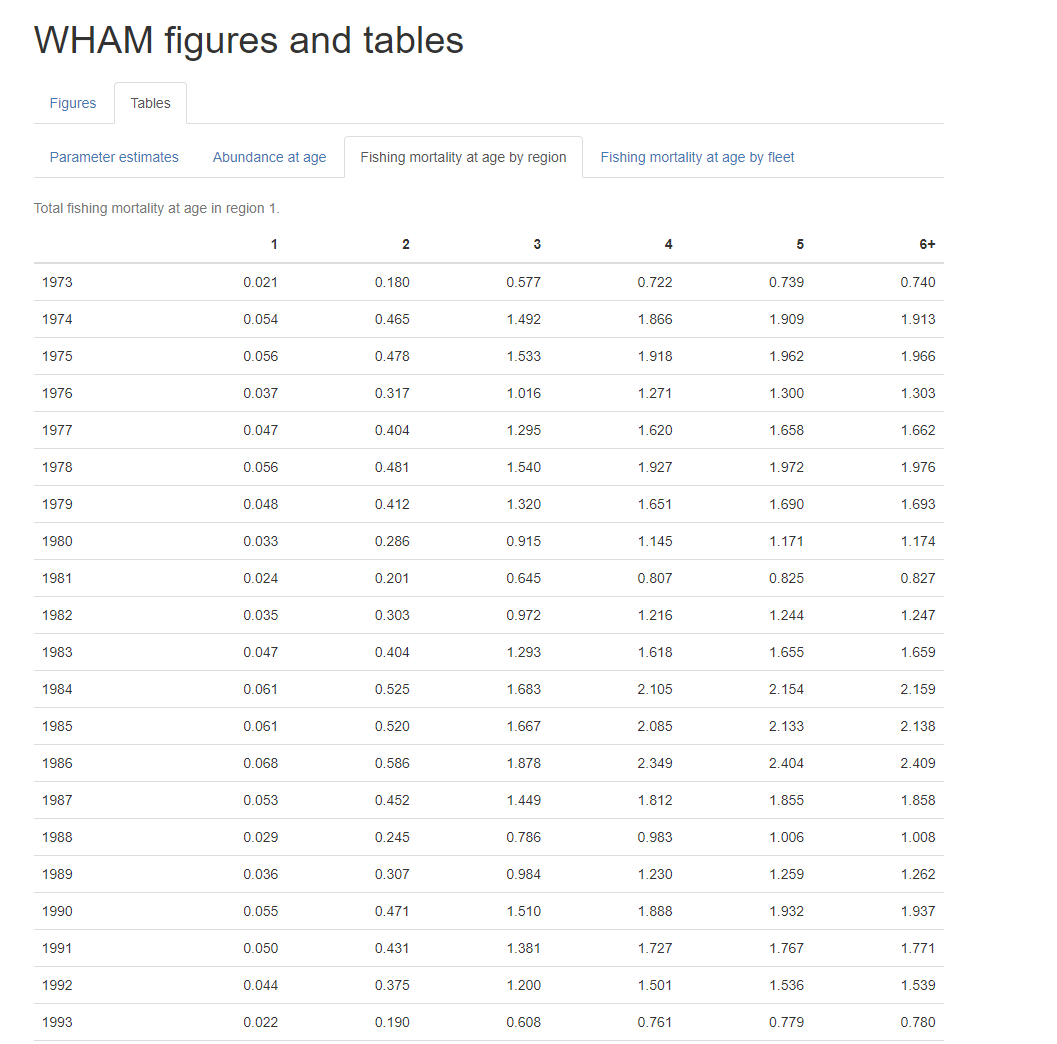 WHAM figures and tables
Figures Tables
Parameter estimates Abundance at age Fishing mortality at age by region Fishing mortality at age by fleet
Total fishing mortality at age in region 1.
1 2 3 4 5 6+
1973 0.021 0.180 0.577 0.722 0.739 0.740
1974 0.054 0.465 1.492 1.866 1.909 1.913
1975 0.056 0.478 1.533 1.918 1.962 1.966
1976 0.037 0.317 1.016 1.271 1.300 1.303
1977 0.047 0.404 1.295 1.620 1.658 1.662
1978 0.056 0.481 1.540 1.927 1.972 1.976
1979 0.048 0.412 1.320 1.651 1.690 1.693
1980 0.033 0.286 0.915 1.145 1.171 1.174
1981 0.024 0.201 0.645 0.807 0.825 0.827
1982 0.035 0.303 0.972 1.216 1.244 1.247
1983 0.047 0.404 1.293 1.618 1.655 1.659
1984 0.061 0.525 1.683 2.105 2.154 2.159
1985 0.061 0.520 1.667 2.085 2.133 2.138
1986 0.068 0.586 1.878 2.349 2.404 2.409
1987 0.053 0.452 1.449 1.812 1.855 1.858
1988 0.029 0.245 0.786 0.983 1.006 1.008
1989 0.036 0.307 0.984 1.230 1.259 1.262
1990 0.055 0.471 1.510 1.888 1.932 1.937
1991 0.050 0.431 1.381 1.727 1.767 1.771
1992 0.044 0.375 1.200 1.501 1.536 1.539
1993 0.022 0.190 0.608 0.761 0.779 0.780